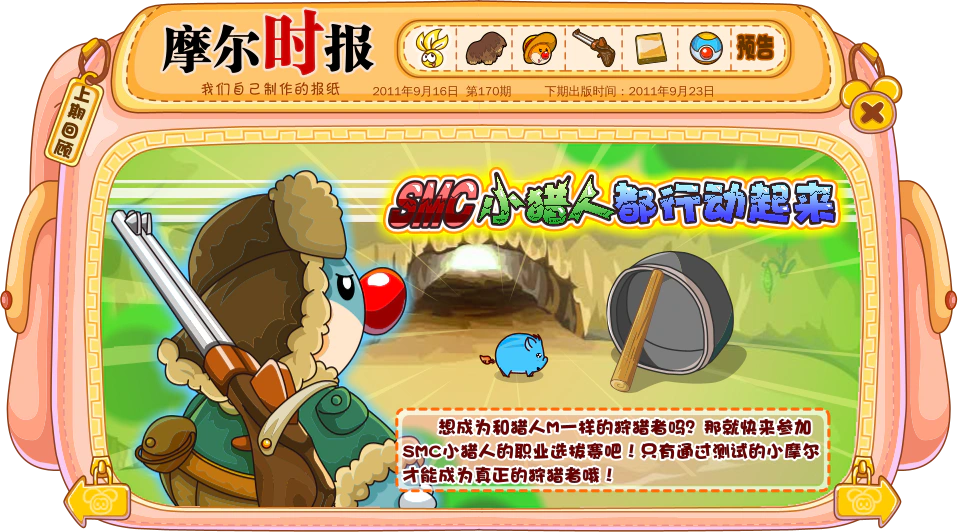 摩尔时报
预告
我们自己制作的报纸
2011年9月16日 第170期
下期出版时间：2011年9月23日
上期回顾
SMC小猎人都行动起来
想成为和猎人M一样的狩猎者吗？那就快来参加
SMC小猎人的职业选拔赛吧！只有通过测试的小摩尔
才能成为真正的狩猎者哦！